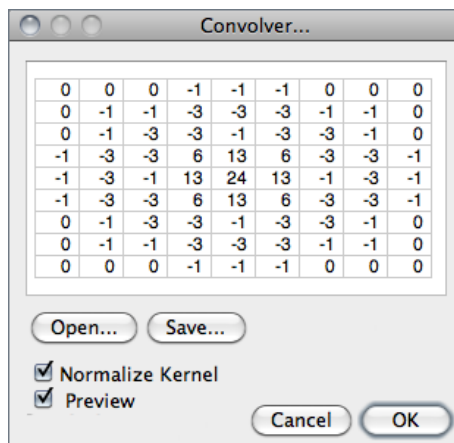 Convolver...
0 0 0 -1 -1 -1 0 0 0
0 -1 -1 -3 -3 -3 -1 -1 0
0 -1 -3 -3 -1 -3 -3 -1 0
-1 -3 -3 6 13 6 -3 -3 -1
-1 -3 -1 13 24 13 -1 -3 -1
-1 -3 -3 6 13 6 -3 -3 -1
0 -1 -3 -3 -1 -3 -3 -1 0
0 -1 -1 -3 -3 -3 -1 -1 0
0 0 0 -1 -1 -1 0 0 0
Open... Save...
Normalize Kernel
Preview
Cancel OK